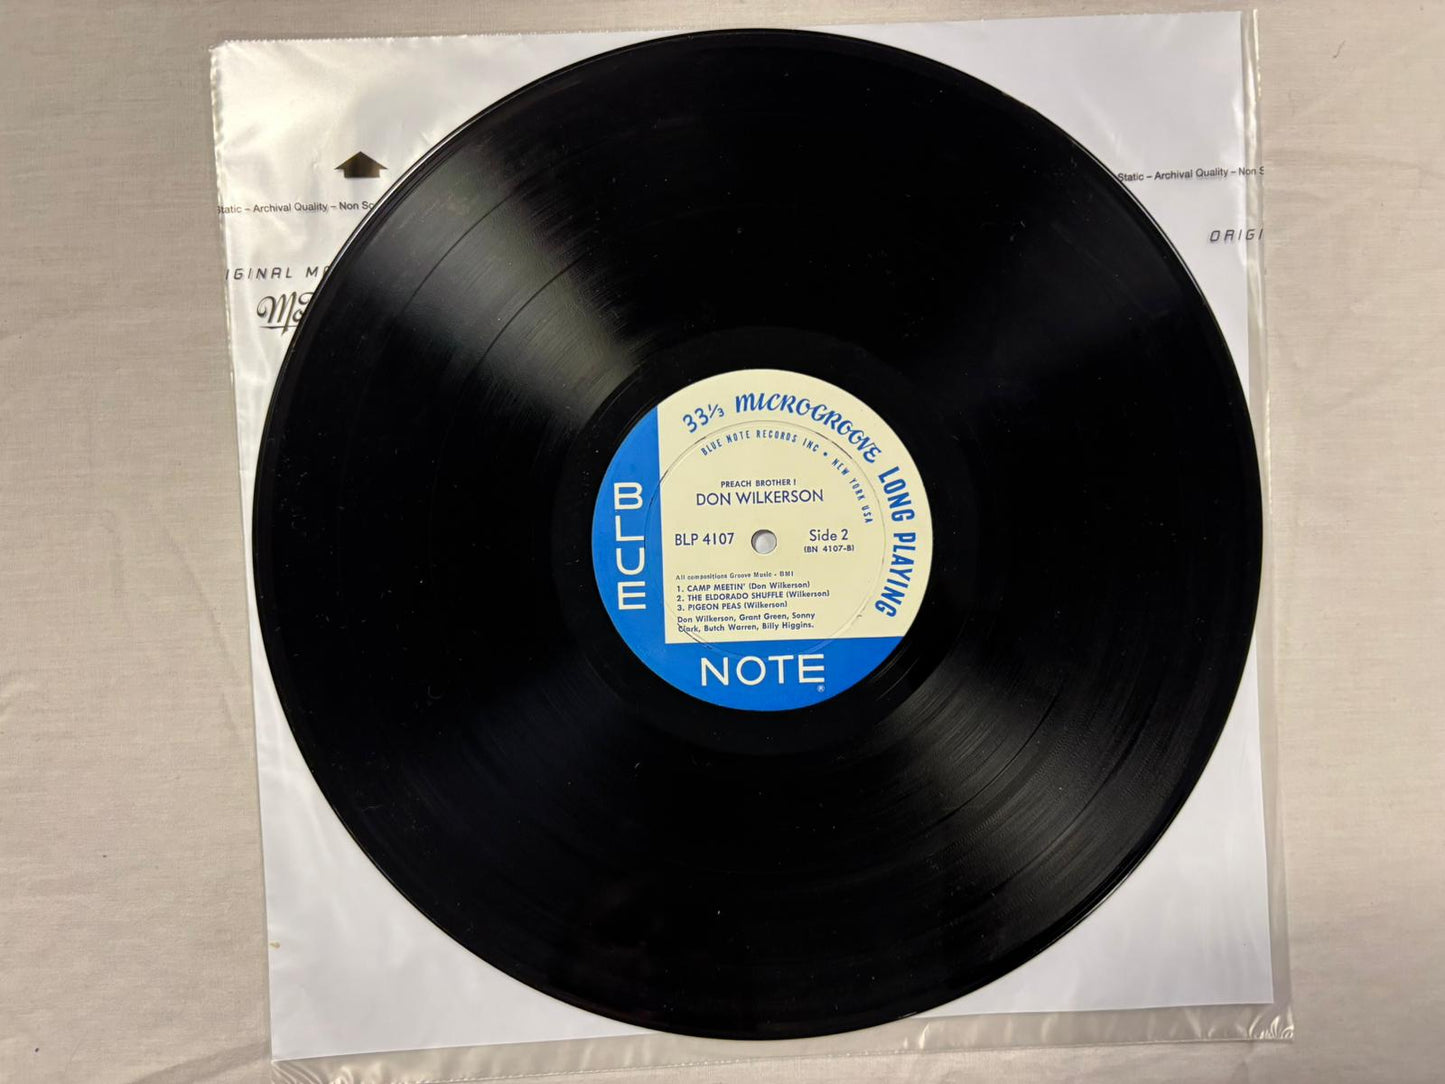 Static – Archival Quality – Non
Static – Archival Quality – Non
ORIGI
IGINAL
33⅓ MICROGROOVE LONG PLAYING
BLUE NOTE RECORDS INC • NEW YORK USA
PREACH BROTHER!
DON WILKERSON
BLP 4107
Side 2
(BN 4107-B)
All compositions Groove Music - BMI
1. CAMP MEETIN' (Don Wilkerson)
2. THE ELDORADO SHUFFLE (Wilkerson)
3. PIGEON PEAS (Wilkerson)
Don Wilkerson, Grant Green, Sonny
Clark, Butch Warren, Billy Higgins.
BLUE
NOTE®